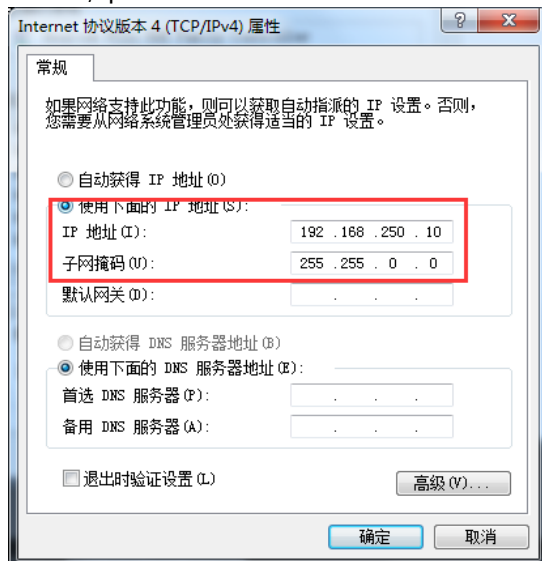 Internet 协议版本 4 (TCP/IPv4) 属性
常规
如果网络支持此功能，则可以获取自动指派的 IP 设置。否则，
您需要从网络系统管理员处获得适当的 IP 设置。
自动获得 IP 地址(O)
使用下面的 IP 地址(S):
IP 地址(I): 192 .168 .250 . 10
子网掩码(U): 255 .255 . 0 . 0
默认网关(D): . . .
自动获得 DNS 服务器地址(B)
使用下面的 DNS 服务器地址(E):
首选 DNS 服务器(P): . . .
备用 DNS 服务器(A): . . .
退出时验证设置(L)
高级(V)...
确定 取消